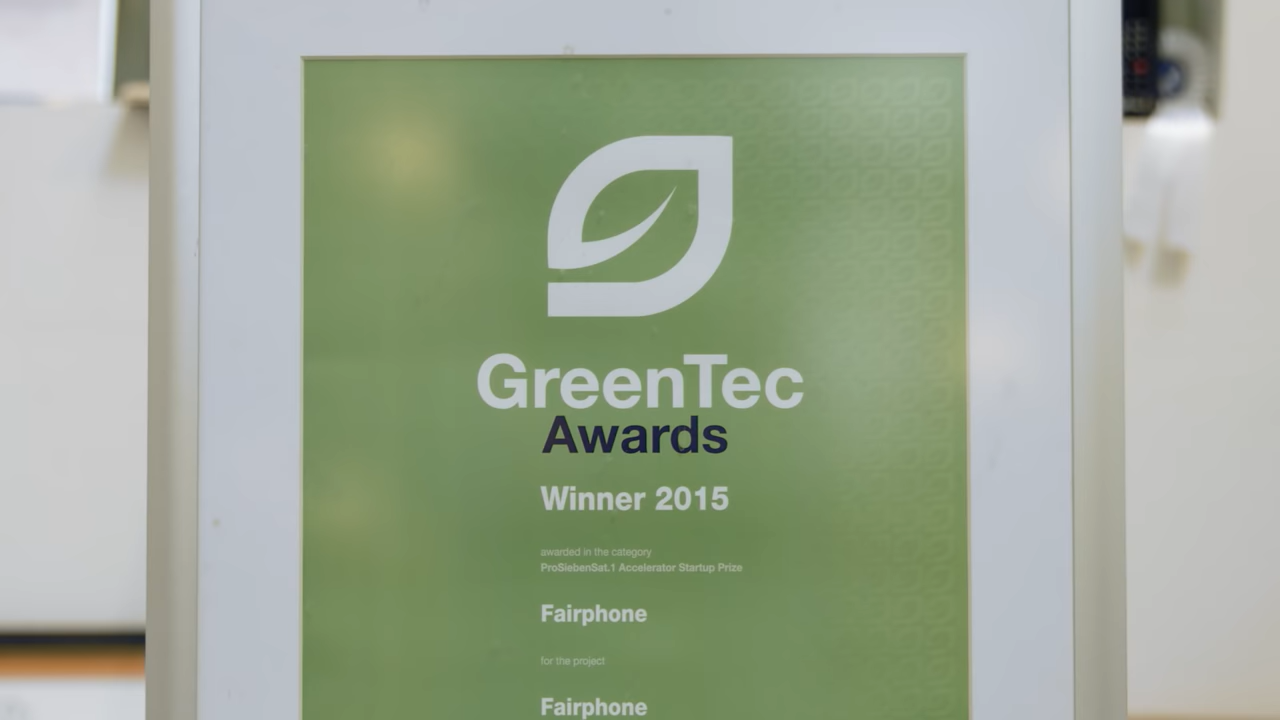 GreenTec
Awards
Winner 2015
awarded in the category
ProSiebenSat.1 Accelerator Startup Prize
Fairphone
for the project
Fairphone